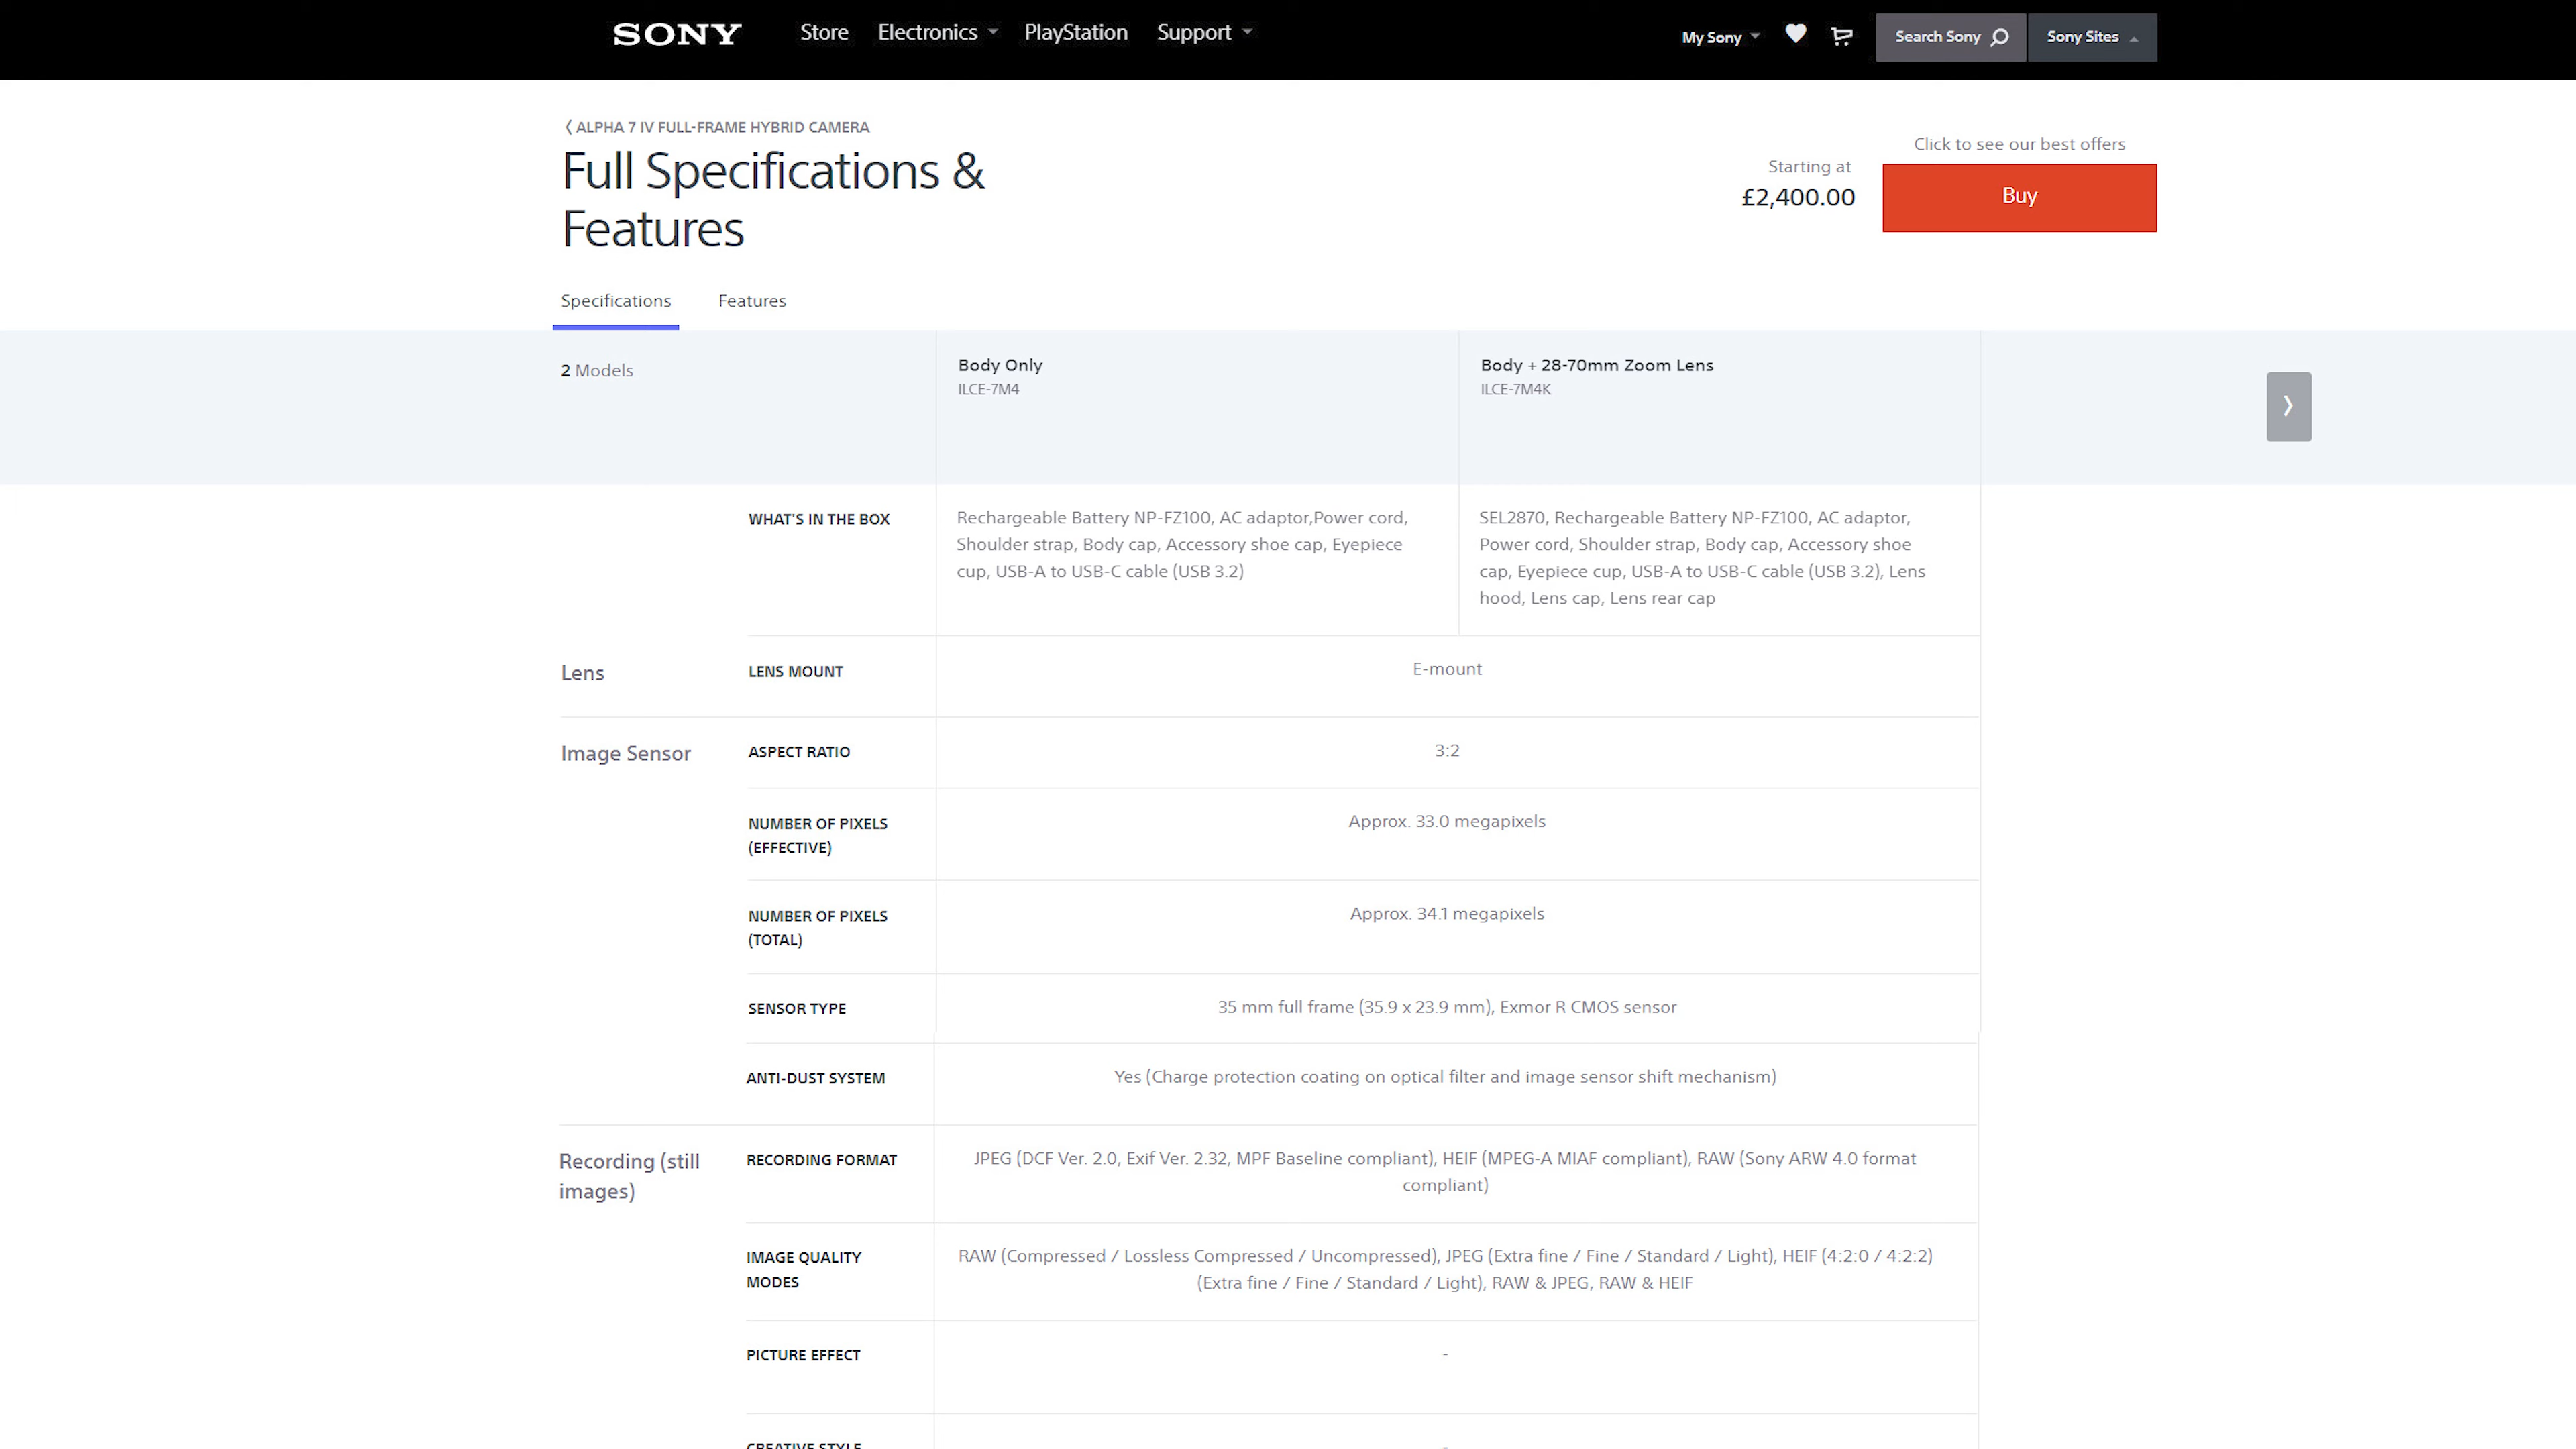 SONY Store Electronics PlayStation Support My Sony Search Sony Sony Sites
ALPHA 7 IV FULL-FRAME HYBRID CAMERA
Full Specifications &
Features
Click to see our best offers
Starting at
£2,400.00
Buy
Specifications Features
2 Models
Body Only
ILCE-7M4
Body + 28-70mm Zoom Lens
ILCE-7M4K
WHAT'S IN THE BOX
Rechargeable Battery NP-FZ100, AC adaptor,Power cord,
Shoulder strap, Body cap, Accessory shoe cap, Eyepiece
cup, USB-A to USB-C cable (USB 3.2)
SEL2870, Rechargeable Battery NP-FZ100, AC adaptor,
Power cord, Shoulder strap, Body cap, Accessory shoe
cap, Eyepiece cup, USB-A to USB-C cable (USB 3.2), Lens
hood, Lens cap, Lens rear cap
Lens
LENS MOUNT
E-mount
Image Sensor
ASPECT RATIO
3:2
NUMBER OF PIXELS
(EFFECTIVE)
Approx. 33.0 megapixels
NUMBER OF PIXELS
(TOTAL)
Approx. 34.1 megapixels
SENSOR TYPE
35 mm full frame (35.9 x 23.9 mm), Exmor R CMOS sensor
ANTI-DUST SYSTEM
Yes (Charge protection coating on optical filter and image sensor shift mechanism)
Recording (still
images)
RECORDING FORMAT
JPEG (DCF Ver. 2.0, Exif Ver. 2.32, MPF Baseline compliant), HEIF (MPEG-A MIAF compliant), RAW (Sony ARW 4.0 format
compliant)
IMAGE QUALITY
MODES
RAW (Compressed / Lossless Compressed / Uncompressed), JPEG (Extra fine / Fine / Standard / Light), HEIF (4:2:0 / 4:2:2)
(Extra fine / Fine / Standard / Light), RAW & JPEG, RAW & HEIF
PICTURE EFFECT
-
CREATIVE STYLE
-